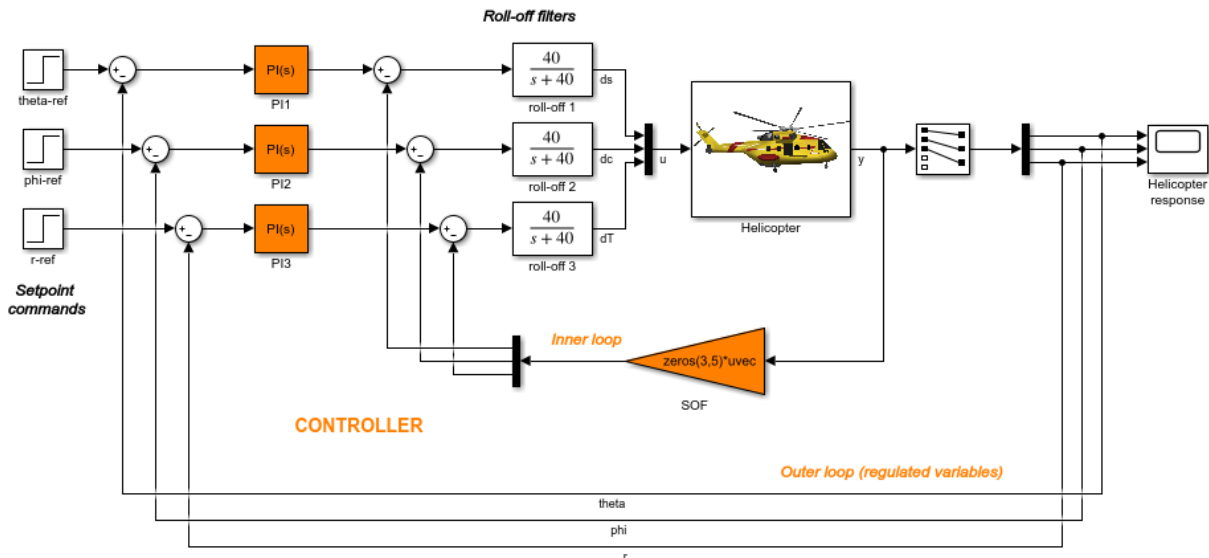 Roll-off filters
theta-ref
+
-
PI(s)
PI1
+
-
40
s + 40
ds
roll-off 1
phi-ref
+
-
PI(s)
PI2
+
-
40
s + 40
dc
roll-off 2
u
Helicopter
y
Helicopter
response
r-ref
+
-
PI(s)
PI3
+
-
40
s + 40
dT
roll-off 3
Setpoint
commands
Inner loop
zeros(3,5)*uvec
SOF
CONTROLLER
Outer loop (regulated variables)
theta
phi
r